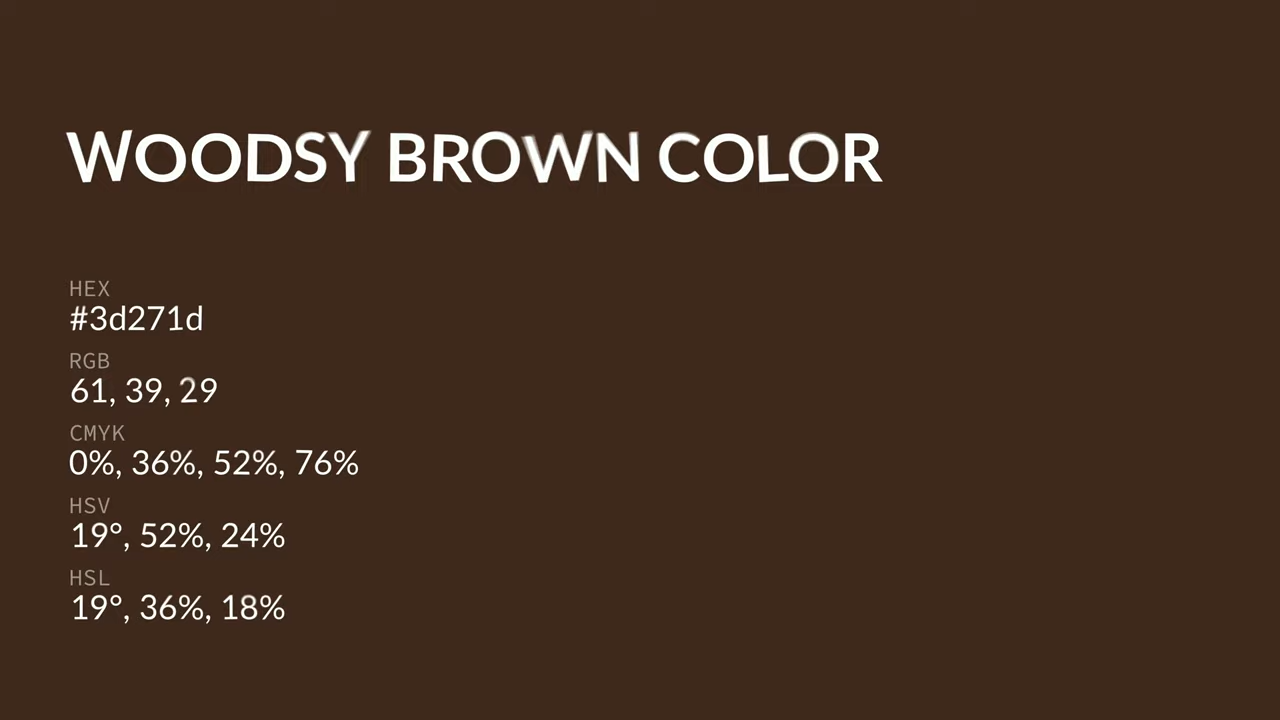 WOODSY BROWN COLOR
HEX
#3d271d
RGB
61, 39, 29
CMYK
0%, 36%, 52%, 76%
HSV
19°, 52%, 24%
HSL
19°, 36%, 18%